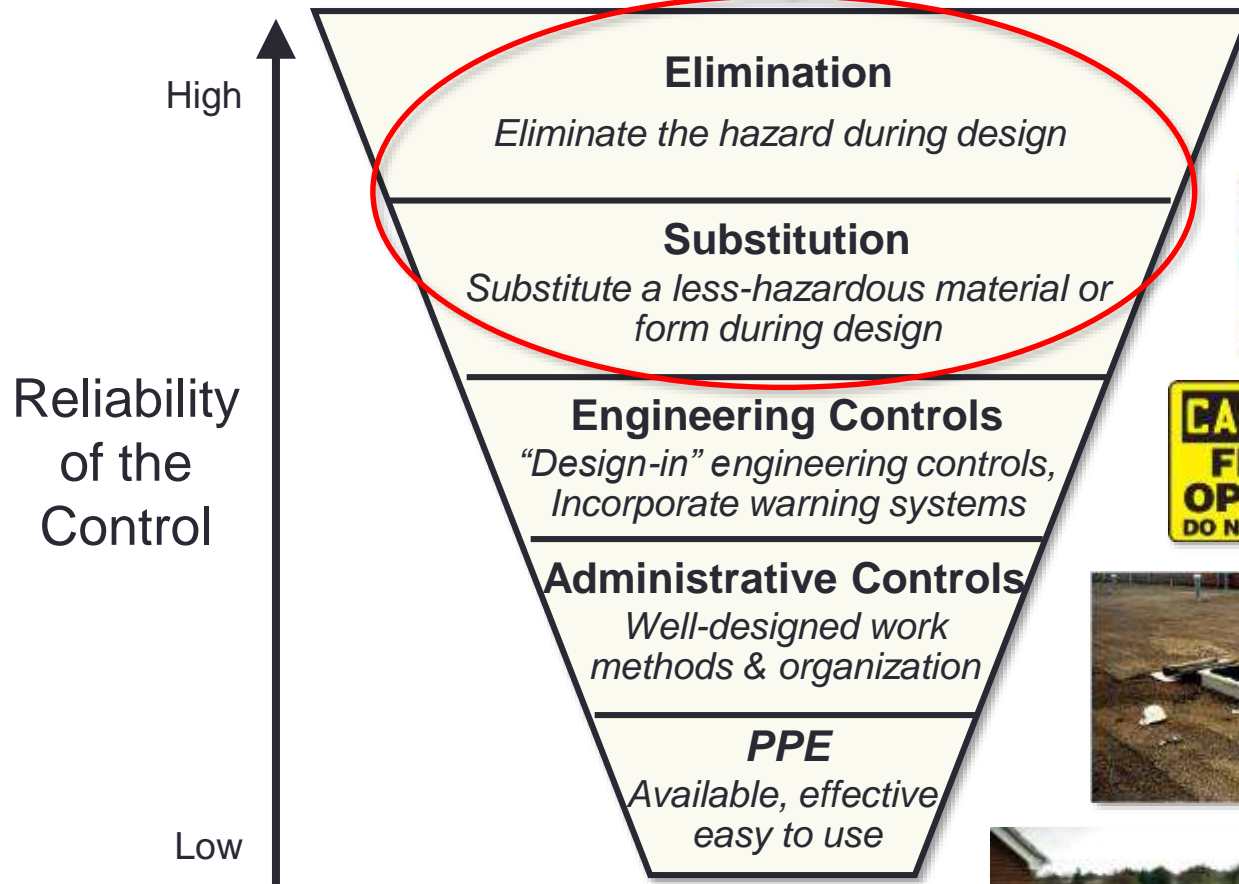 High
Elimination
Eliminate the hazard during design
Substitution
Substitute a less-hazardous material or
form during design
Reliability
of the
Control
Engineering Controls
“Design-in” engineering controls,
Incorporate warning systems
Administrative Controls
Well-designed work
methods & organization
PPE
Available, effective
easy to use
Low
DO